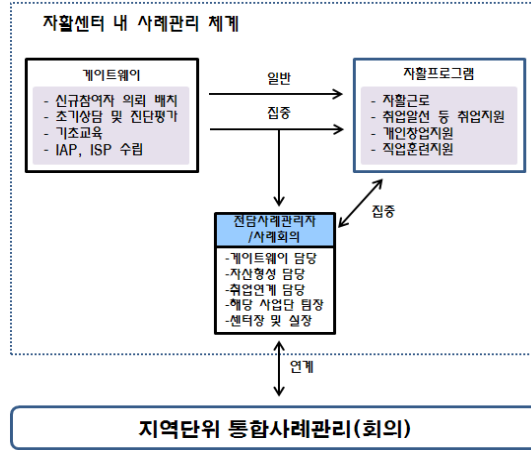 자활센터 내 사례관리 체계
게이트웨이
- 신규참여자 의뢰 배치
- 초기상담 및 진단평가
- 기초교육
- IAP, ISP 수립
일반
집중
자활프로그램
- 자활근로
- 취업알선 등 취업지원
- 개인창업지원
- 직업훈련지원
집중
전담사례관리자
/사례회의
-게이트웨이 담당
-자산형성 담당
-취업연계 담당
-해당 사업단 팀장
-센터장 및 실장
연계
지역단위 통합사례관리(회의)